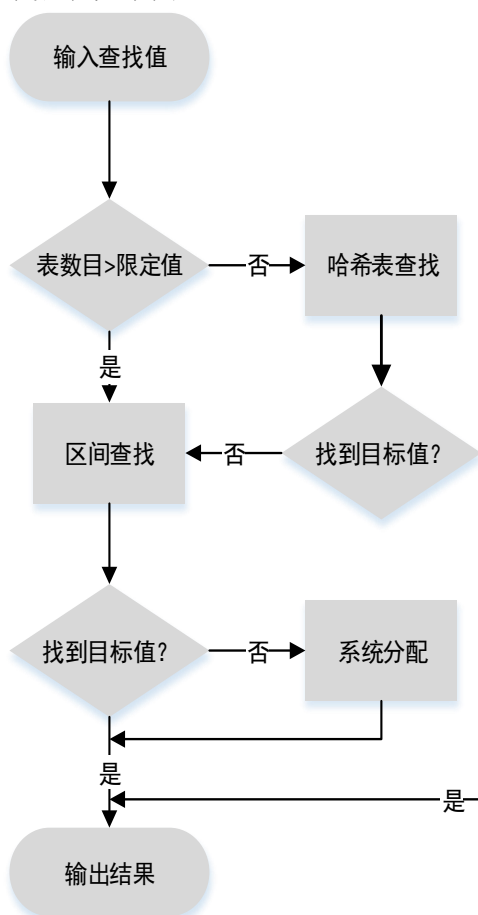 输入查找值
表数目>限定值
否
哈希表查找
是
区间查找
否
找到目标值？
找到目标值？
否
系统分配
是
是
输出结果